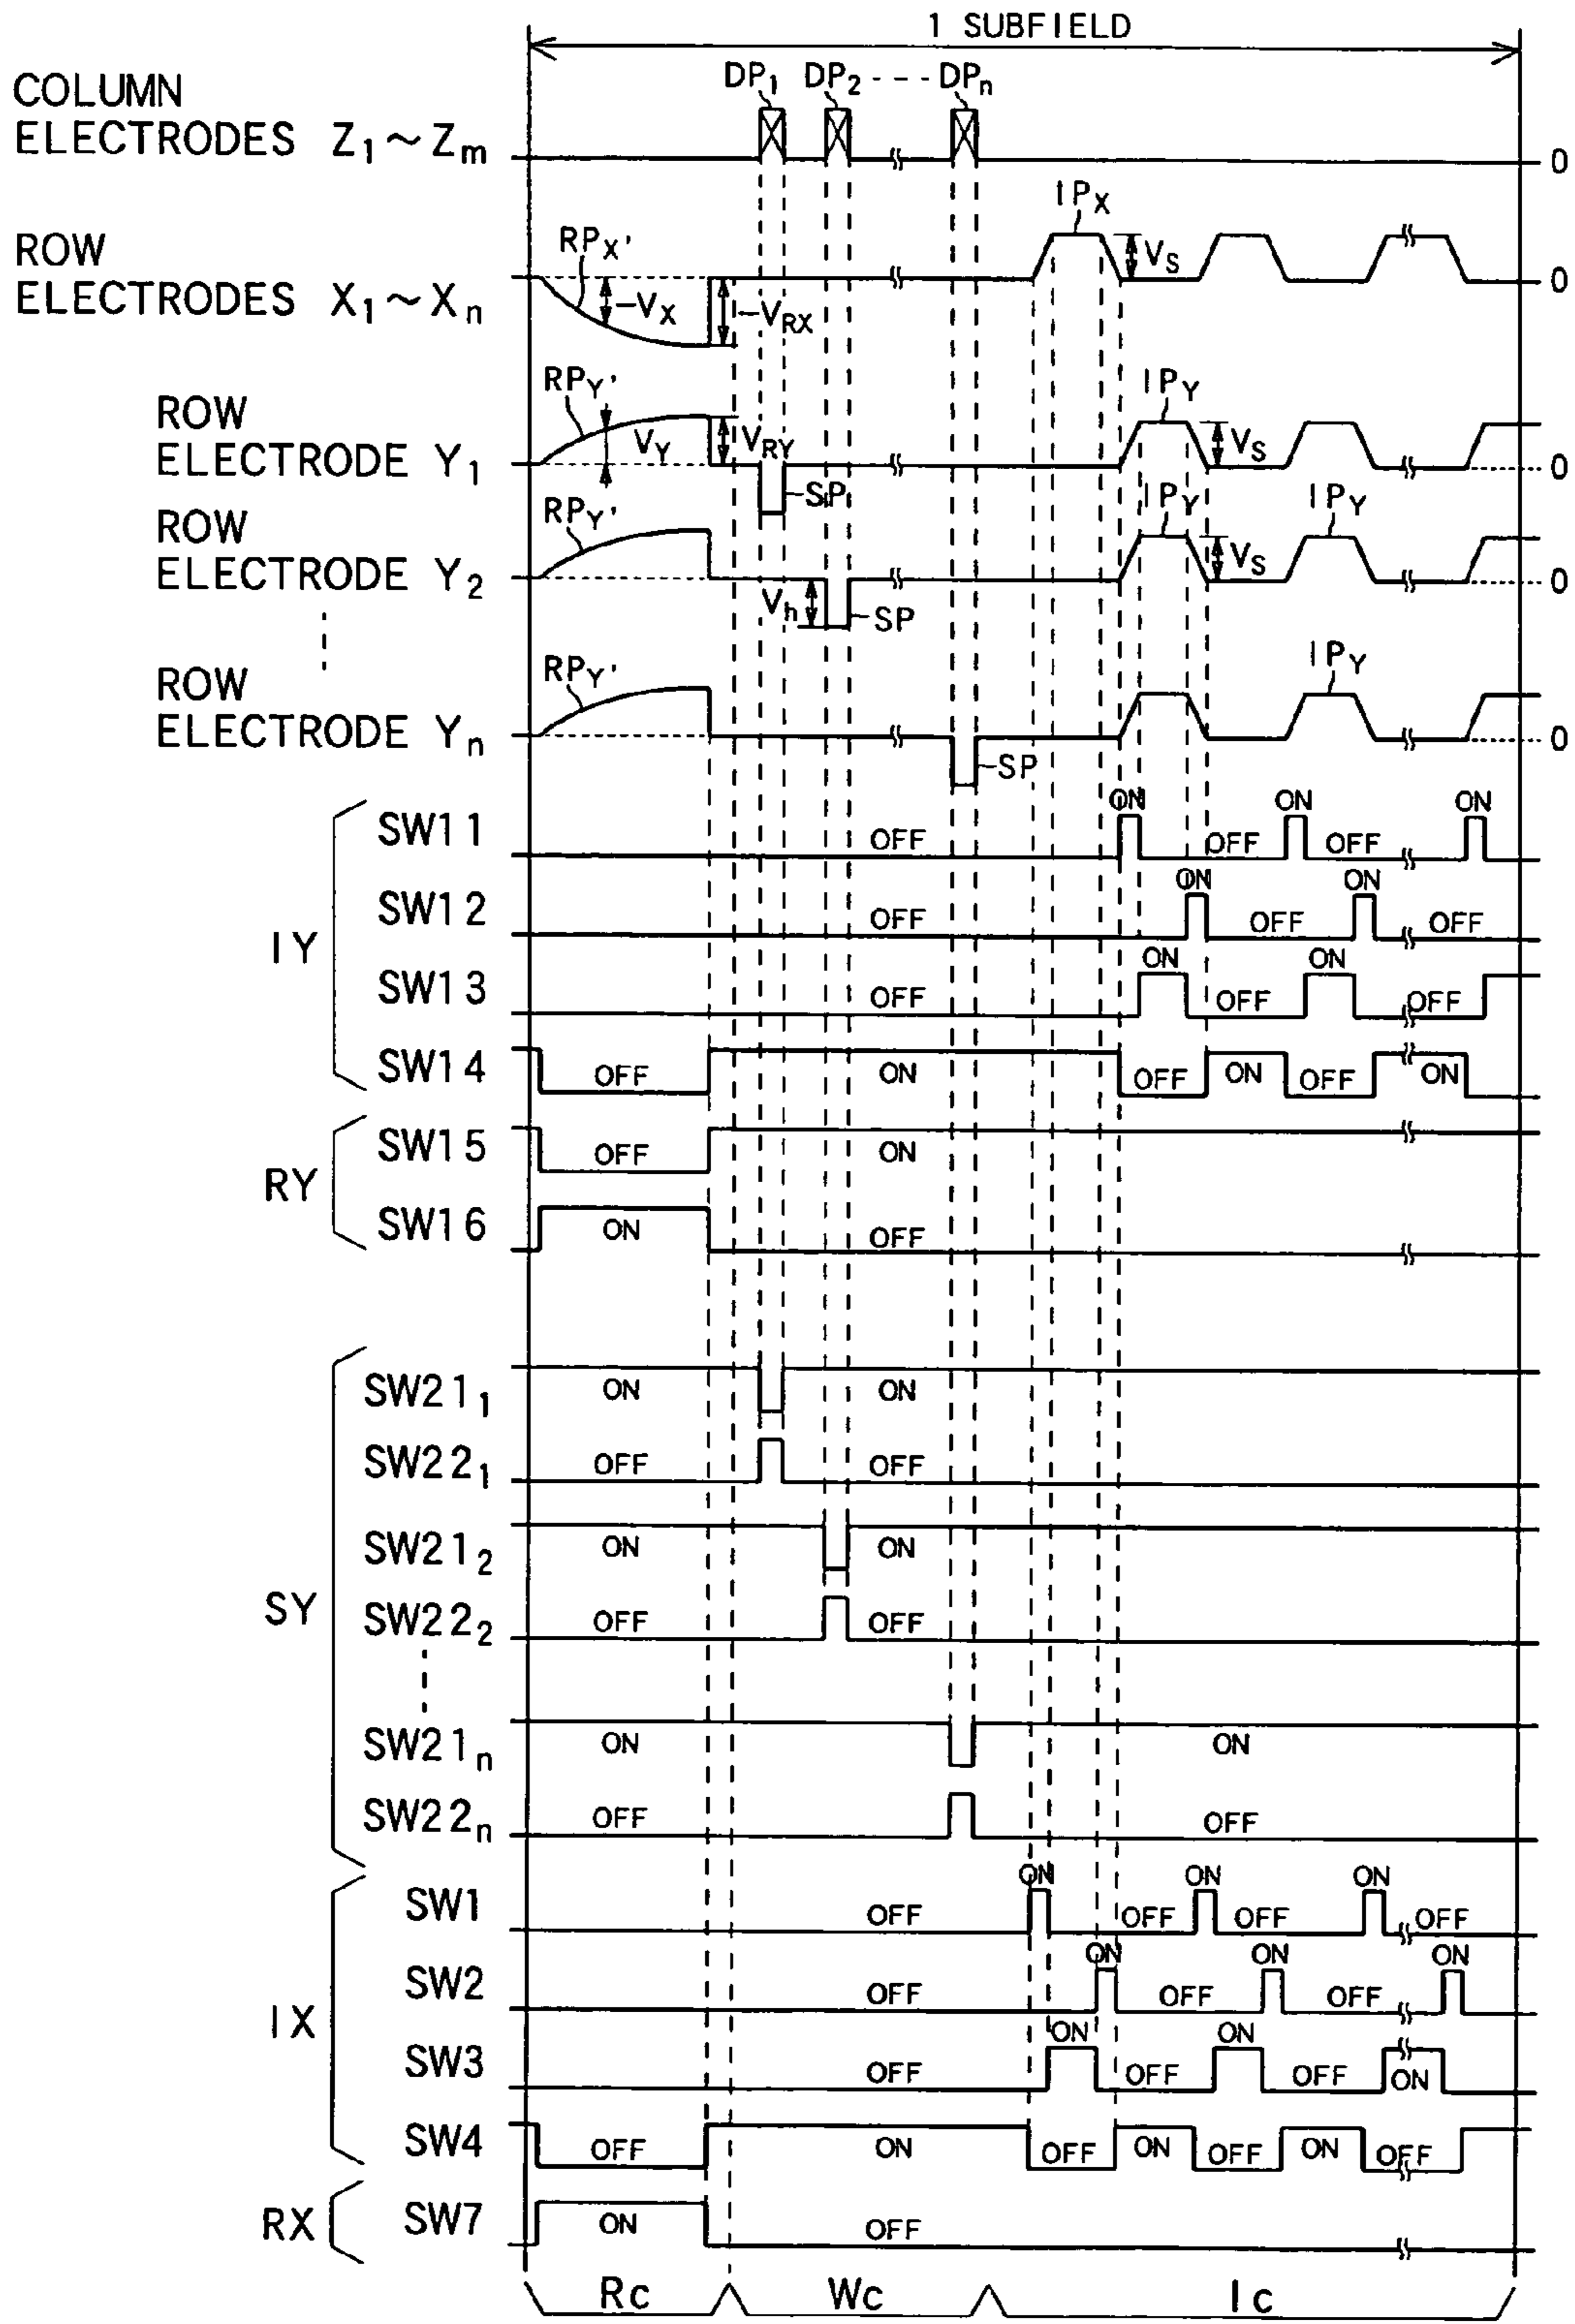 1 SUBFIELD
DP1 DP2 - - - DPn
COLUMN
ELECTRODES Z1～Zm
0
IPX
ROW
ELECTRODES X1～Xn
RPX'
-VX
-VRX
VS
0
ROW
ELECTRODE Y1
RPY'
VY
VRY
SP
IPY
VS
0
ROW
ELECTRODE Y2
RPY'
Vh
SP
IPY
VS
IPY
0
ROW
ELECTRODE Yn
RPY'
SP
IPY
0
IY
SW11
OFF ON OFF ON OFF ON
SW12
OFF ON OFF ON OFF
SW13
OFF ON OFF ON OFF
SW14
OFF ON OFF ON OFF ON
RY
SW15
OFF ON
SW16
ON OFF
SY
SW211
ON ON
SW221
OFF OFF
SW212
ON ON
SW222
OFF OFF
SW21n
ON ON
SW22n
OFF OFF
IX
SW1
OFF ON OFF ON OFF ON OFF
SW2
OFF ON OFF ON OFF ON
SW3
OFF ON OFF ON OFF ON
SW4
OFF ON OFF ON OFF ON OFF
RX
SW7
ON OFF
Rc Wc Ic